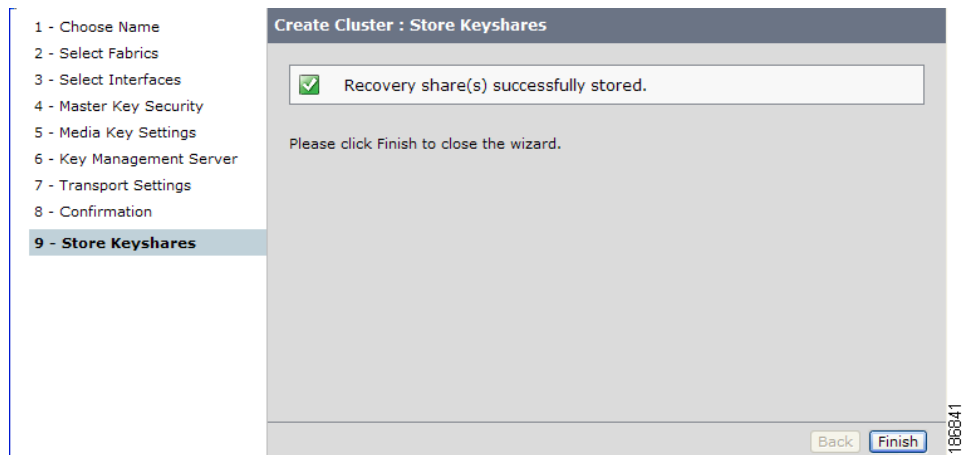 1 - Choose Name
2 - Select Fabrics
3 - Select Interfaces
4 - Master Key Security
5 - Media Key Settings
6 - Key Management Server
7 - Transport Settings
8 - Confirmation
9 - Store Keyshares
Create Cluster : Store Keyshares
Recovery share(s) successfully stored.
Please click Finish to close the wizard.
Back
Finish
186841